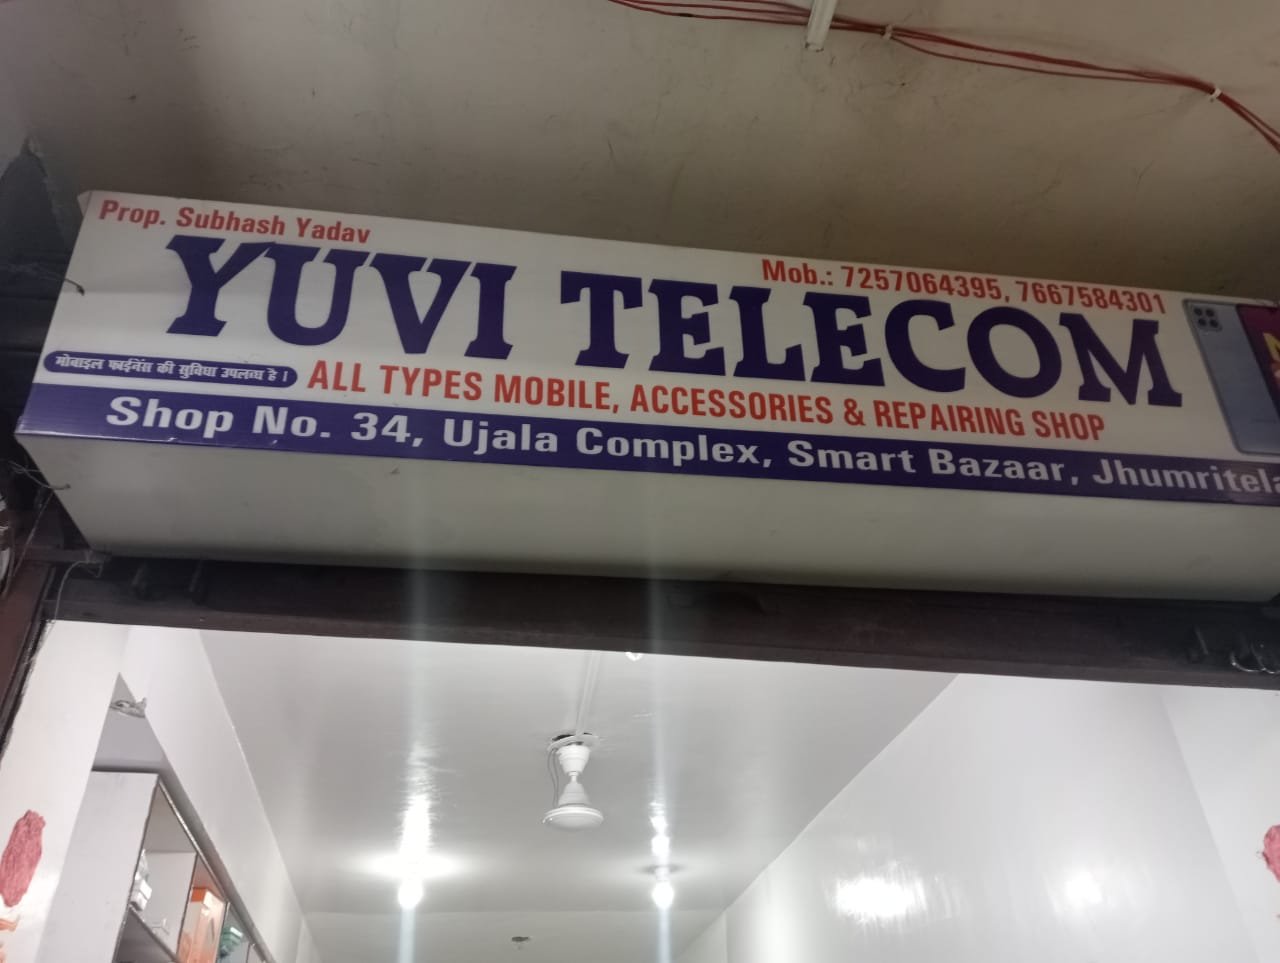 Prop. Subhash Yadav
Mob.: 7257064395, 7667584301
YUVI TELECOM
मोबाइल फाईनेंस की सुविधा उपलब्ध है।
ALL TYPES MOBILE, ACCESSORIES & REPAIRING SHOP
Shop No. 34, Ujala Complex, Smart Bazaar, Jhumritela